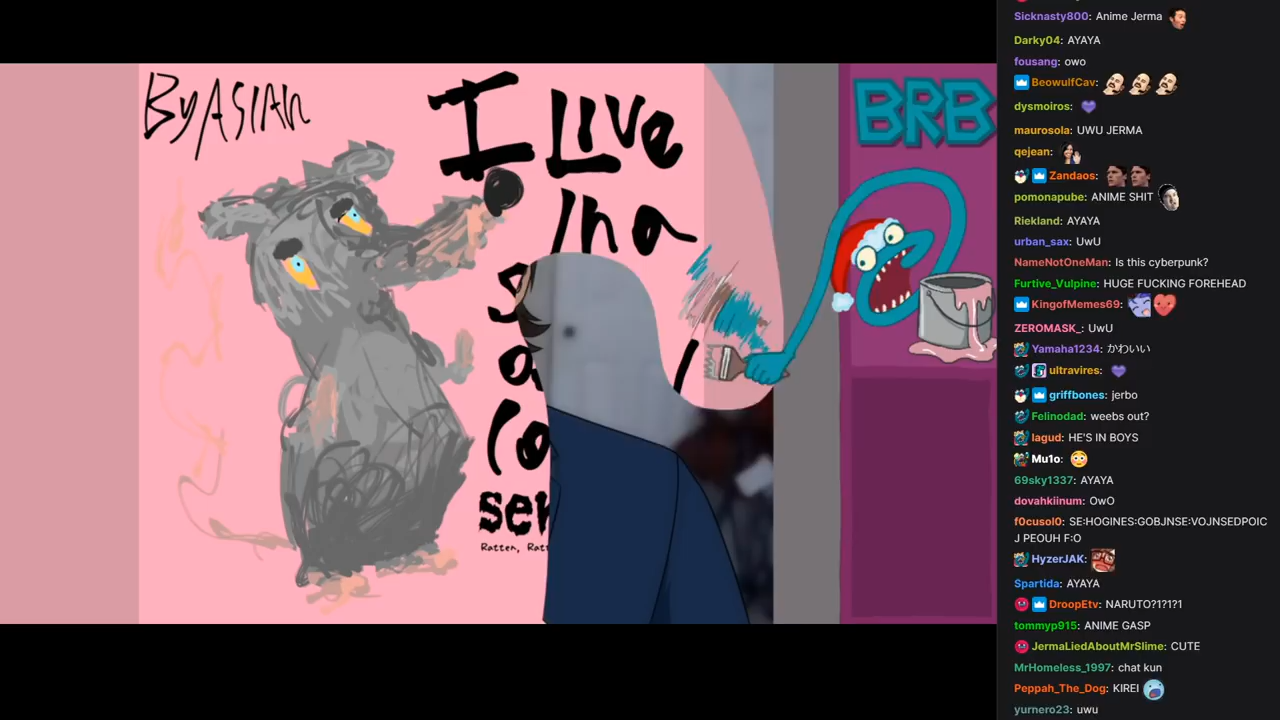 By ASIAN
I LIve
In a
S
a
(o
ser
Ratten, Rat
BRB
Sicknasty800: Anime Jerma
Darky04: AYAYA
fousang: owo
BeowulfCav:
dysmoiros:
maurosola: UWU JERMA
qejean:
Zandaos:
pomonapube: ANIME SHIT
Riekland: AYAYA
urban_sax: UwU
NameNotOneMan: Is this cyberpunk?
Furtive_Vulpine: HUGE FUCKING FOREHEAD
KingofMemes69:
ZEROMASK_: UwU
Yamaha1234: かわいい
ultravires:
griffbones: jerbo
Felinodad: weebs out?
lagud: HE'S IN BOYS
Mu1o:
69sky1337: AYAYA
dovahkiinum: OwO
f0cusol0: SE:HOGINES:GOBJNSE:VOJNSEDPOIC
J PEOUH F:O
HyzerJAK:
Spartida: AYAYA
DroopEtv: NARUTO?1?1?1
tommyp915: ANIME GASP
JermaLiedAboutMrSlime: CUTE
MrHomeless_1997: chat kun
Peppah_The_Dog: KIREI
yurnero23: uwu